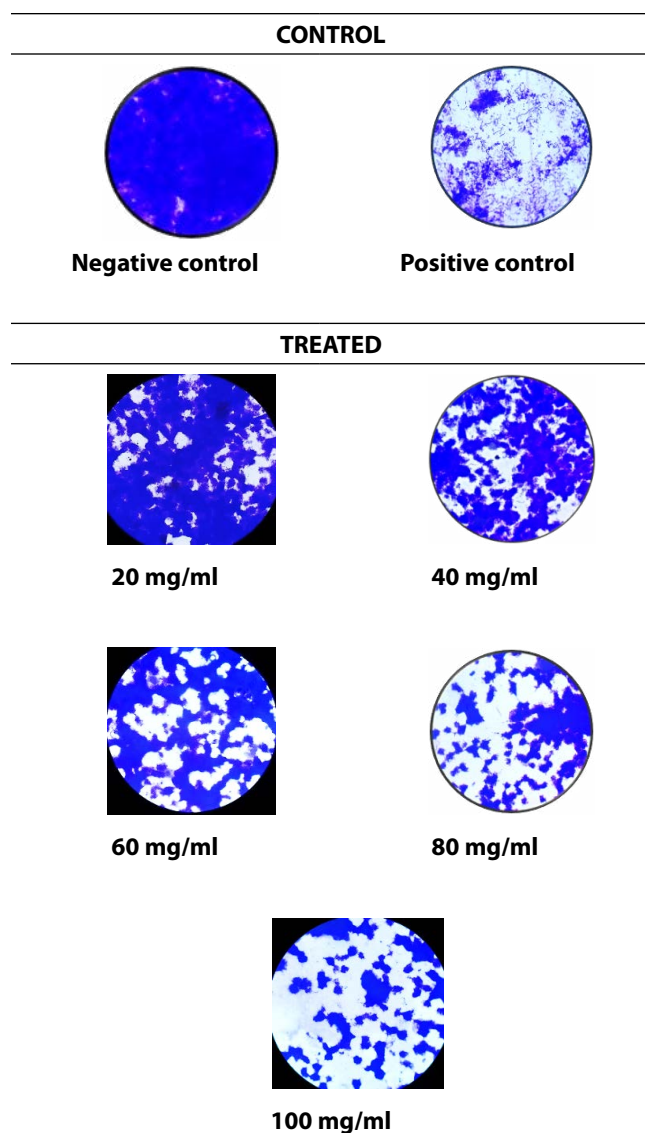 CONTROL
Negative control Positive control
TREATED
20 mg/ml 40 mg/ml
60 mg/ml 80 mg/ml
100 mg/ml